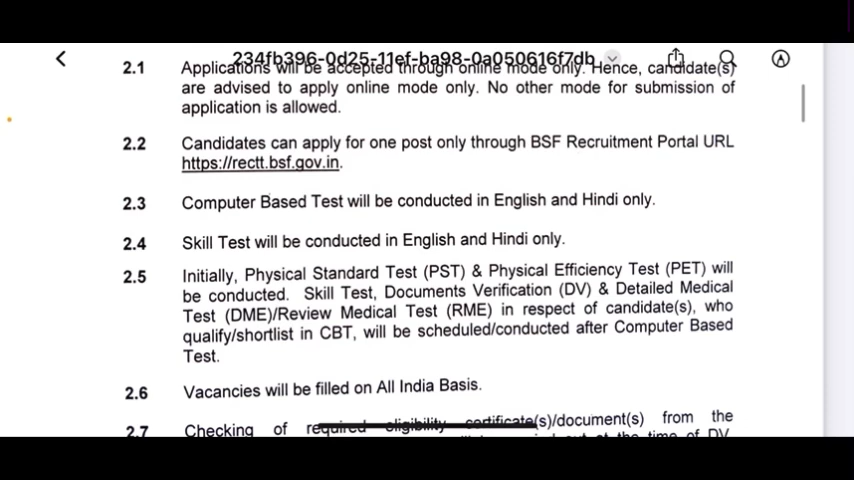 234fb396-0d25-11ef-ba98-0a050616f7db
2.1 Applications will be accepted through online mode only. Hence, candidate(s)
are advised to apply online mode only. No other mode for submission of
application is allowed.
2.2 Candidates can apply for one post only through BSF Recruitment Portal URL
https://rectt.bsf.gov.in.
2.3 Computer Based Test will be conducted in English and Hindi only.
2.4 Skill Test will be conducted in English and Hindi only.
2.5 Initially, Physical Standard Test (PST) & Physical Efficiency Test (PET) will
be conducted. Skill Test, Documents Verification (DV) & Detailed Medical
Test (DME)/Review Medical Test (RME) in respect of candidate(s), who
qualify/shortlist in CBT, will be scheduled/conducted after Computer Based
Test.
2.6 Vacancies will be filled on All India Basis.
2.7 Checking of required eligibility certificate(s)/document(s) from the
at the time of DV